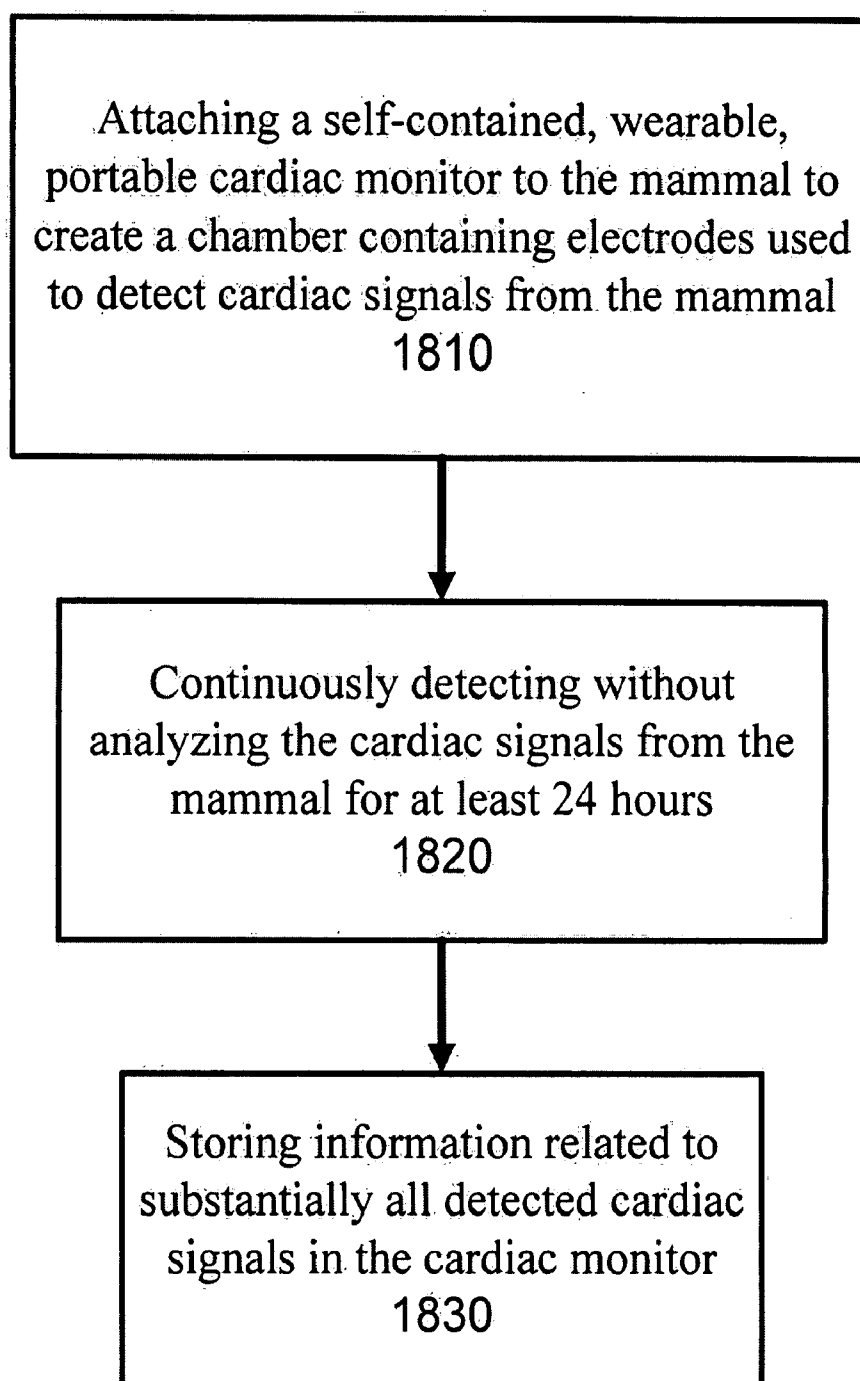 Attaching a self-contained, wearable,
portable cardiac monitor to the mammal to
create a chamber containing electrodes used
to detect cardiac signals from the mammal
1810
Continuously detecting without
analyzing the cardiac signals from the
mammal for at least 24 hours
1820
Storing information related to
substantially all detected cardiac
signals in the cardiac monitor
1830